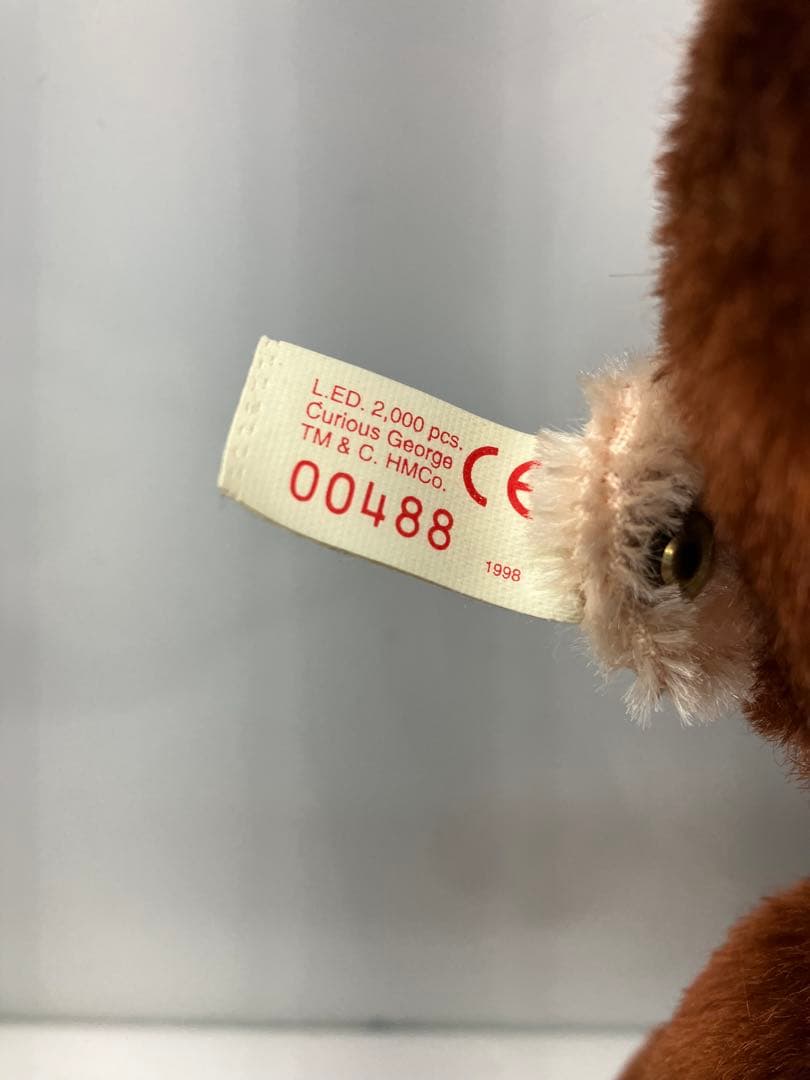 L.ED. 2,000 pcs.
Curious George
TM & C. HMCo.
CE
00488
1998